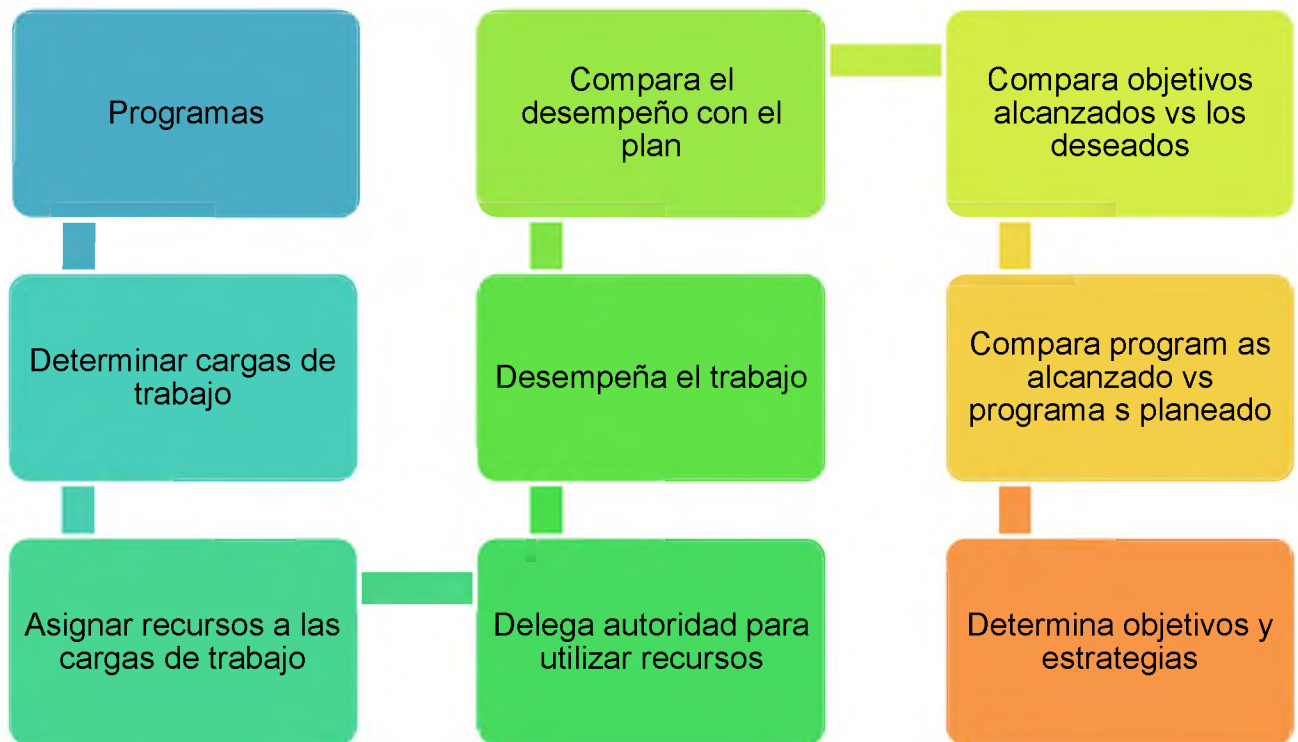 Programas
Determinar cargas de
trabajo
Asignar recursos a las
cargas de trabajo
Delega autoridad para
utilizar recursos
Desempeña el trabajo
Compara el
desempeño con el
plan
Compara objetivos
alcanzados vs los
deseados
Compara program as
alcanzado vs
programa s planeado
Determina objetivos y
estrategias